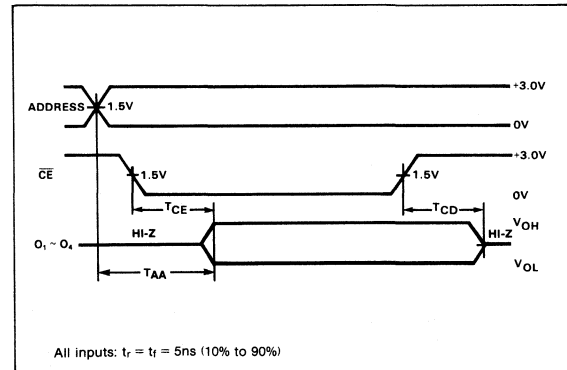 +3.0V
ADDRESS 1.5V
0V
+3.0V
CE 1.5V 1.5V
0V
TCE TCD
VOH
O1 ~ O4 HI-Z HI-Z
VOL
TAA
All inputs: tr = tf = 5ns (10% to 90%)